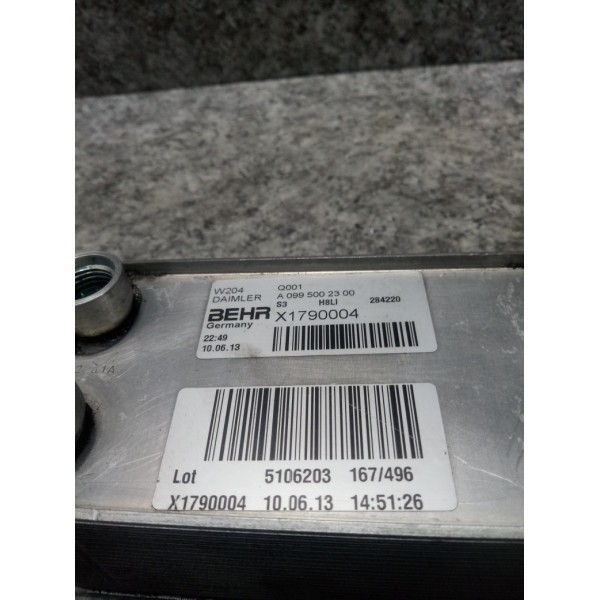 W204 Q001
DAIMLER A 099 500 23 00
S3 H8LI 284220
BEHR X1790004
Germany
22:49
10.06.13
Lot 5106203 167/496
X1790004 10.06.13 14:51:26